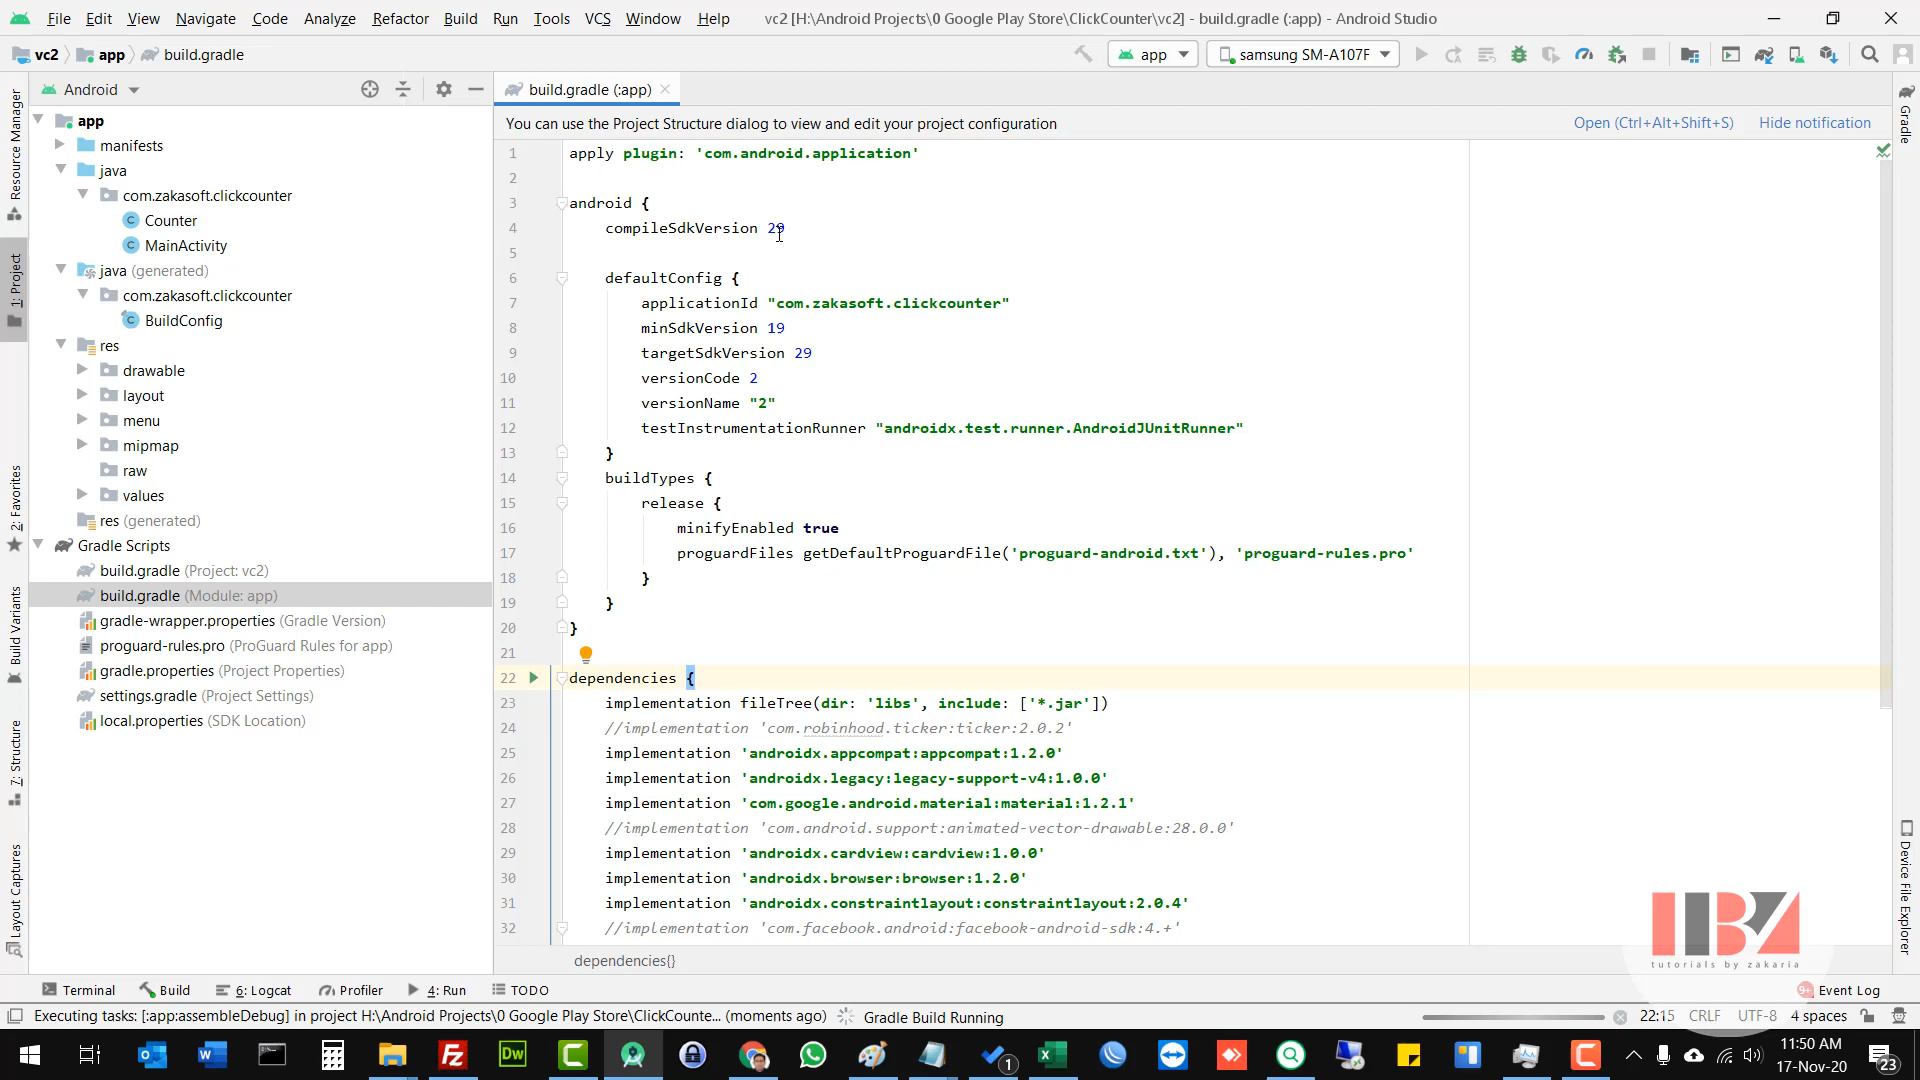 File Edit View Navigate Code Analyze Refactor Build Run Tools VCS Window Help vc2 [H:\Android Projects\0 Google Play Store\ClickCounter\vc2] - build.gradle (:app) - Android Studio
vc2 app build.gradle app samsung SM-A107F
Android build.gradle (:app)
You can use the Project Structure dialog to view and edit your project configuration Open (Ctrl+Alt+Shift+S) Hide notification
Resource Manager
1: Project
2: Favorites
Build Variants
7: Structure
Layout Captures
app
manifests
java
com.zakasoft.clickcounter
Counter
MainActivity
java (generated)
com.zakasoft.clickcounter
BuildConfig
res
drawable
layout
menu
mipmap
raw
values
res (generated)
Gradle Scripts
build.gradle (Project: vc2)
build.gradle (Module: app)
gradle-wrapper.properties (Gradle Version)
proguard-rules.pro (ProGuard Rules for app)
gradle.properties (Project Properties)
settings.gradle (Project Settings)
local.properties (SDK Location)
1 apply plugin: 'com.android.application'
2
3 android {
4 compileSdkVersion 29
5
6 defaultConfig {
7 applicationId "com.zakasoft.clickcounter"
8 minSdkVersion 19
9 targetSdkVersion 29
10 versionCode 2
11 versionName "2"
12 testInstrumentationRunner "androidx.test.runner.AndroidJUnitRunner"
13 }
14 buildTypes {
15 release {
16 minifyEnabled true
17 proguardFiles getDefaultProguardFile('proguard-android.txt'), 'proguard-rules.pro'
18 }
19 }
20 }
21
22 dependencies {
23 implementation fileTree(dir: 'libs', include: ['*.jar'])
24 //implementation 'com.robinhood.ticker:ticker:2.0.2'
25 implementation 'androidx.appcompat:appcompat:1.2.0'
26 implementation 'androidx.legacy:legacy-support-v4:1.0.0'
27 implementation 'com.google.android.material:material:1.2.1'
28 //implementation 'com.android.support:animated-vector-drawable:28.0.0'
29 implementation 'androidx.cardview:cardview:1.0.0'
30 implementation 'androidx.browser:browser:1.2.0'
31 implementation 'androidx.constraintlayout:constraintlayout:2.0.4'
32 //implementation 'com.facebook.android:facebook-android-sdk:4.+'
dependencies{}
Gradle
Device File Explorer
tutorials by zakaria
Terminal Build 6: Logcat Profiler 4: Run TODO 9+ Event Log
Executing tasks: [:app:assembleDebug] in project H:\Android Projects\0 Google Play Store\ClickCounte... (moments ago) Gradle Build Running 22:15 CRLF UTF-8 4 spaces
11:50 AM
17-Nov-20
1
23